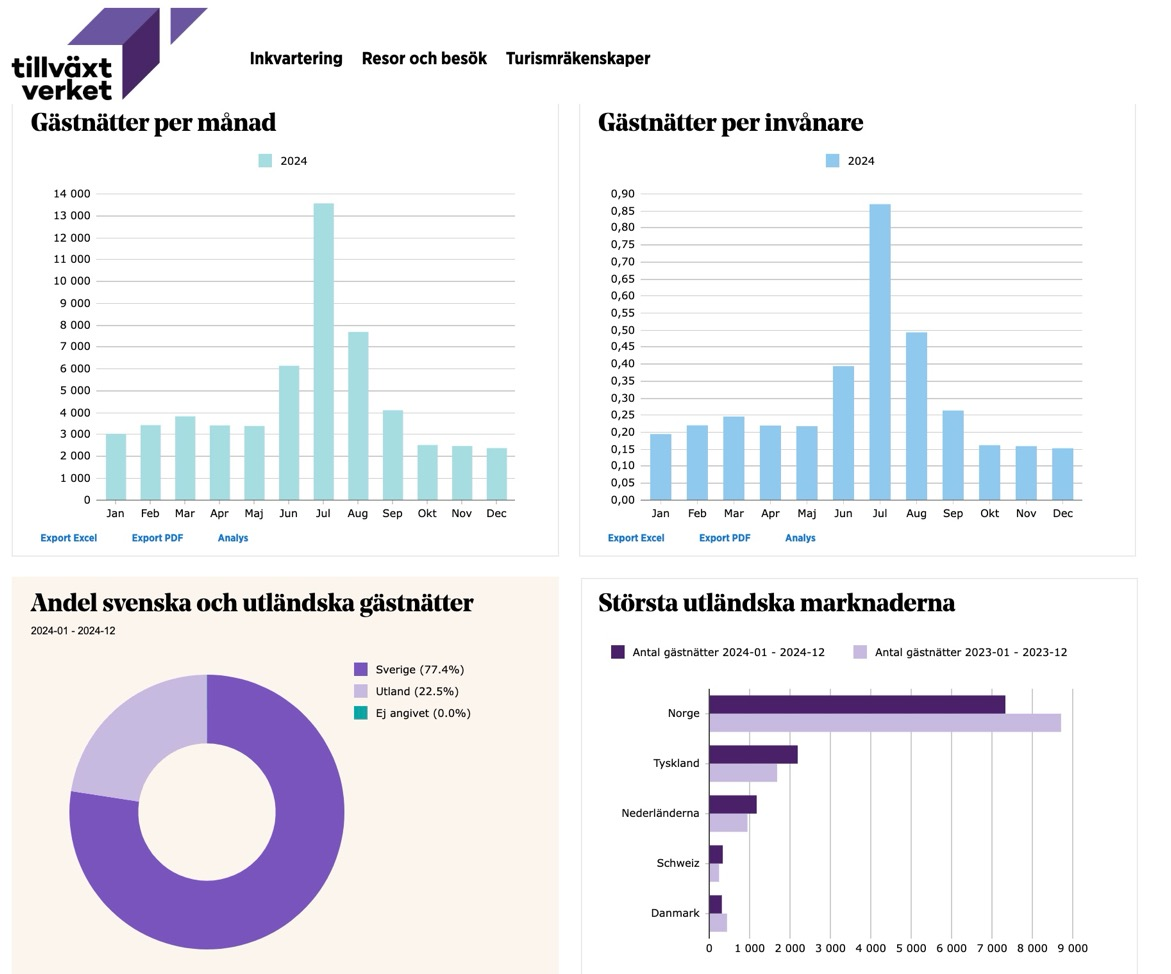 tillväxt
verket
Inkvartering Resor och besök Turismräkenskaper
Gästnätter per månad
2024
14 000
13 000
12 000
11 000
10 000
9 000
8 000
7 000
6 000
5 000
4 000
3 000
2 000
1 000
0
Jan Feb Mar Apr Maj Jun Jul Aug Sep Okt Nov Dec
Export Excel Export PDF Analys
Gästnätter per invånare
2024
0,90
0,85
0,80
0,75
0,70
0,65
0,60
0,55
0,50
0,45
0,40
0,35
0,30
0,25
0,20
0,15
0,10
0,05
0,00
Jan Feb Mar Apr Maj Jun Jul Aug Sep Okt Nov Dec
Export Excel Export PDF Analys
Andel svenska och utländska gästnätter
2024-01 - 2024-12
Sverige (77.4%)
Utland (22.5%)
Ej angivet (0.0%)
Största utländska marknaderna
Antal gästnätter 2024-01 - 2024-12 Antal gästnätter 2023-01 - 2023-12
Norge
Tyskland
Nederländerna
Schweiz
Danmark
0 1 000 2 000 3 000 4 000 5 000 6 000 7 000 8 000 9 000